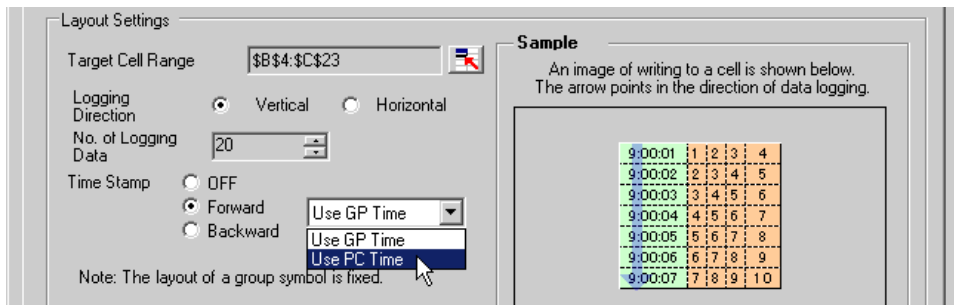 Layout Settings
Target Cell Range $B$4:$C$23
Logging
Direction Vertical Horizontal
No. of Logging
Data 20
Time Stamp OFF
Forward Use GP Time
Backward Use GP Time
Use PC Time
Note: The layout of a group symbol is fixed.
Sample
An image of writing to a cell is shown below.
The arrow points in the direction of data logging.
9:00:01 1 2 3 4
9:00:02 2 3 4 5
9:00:03 3 4 5 6
9:00:04 4 5 6 7
9:00:05 5 6 7 8
9:00:06 6 7 8 9
9:00:07 7 8 9 10